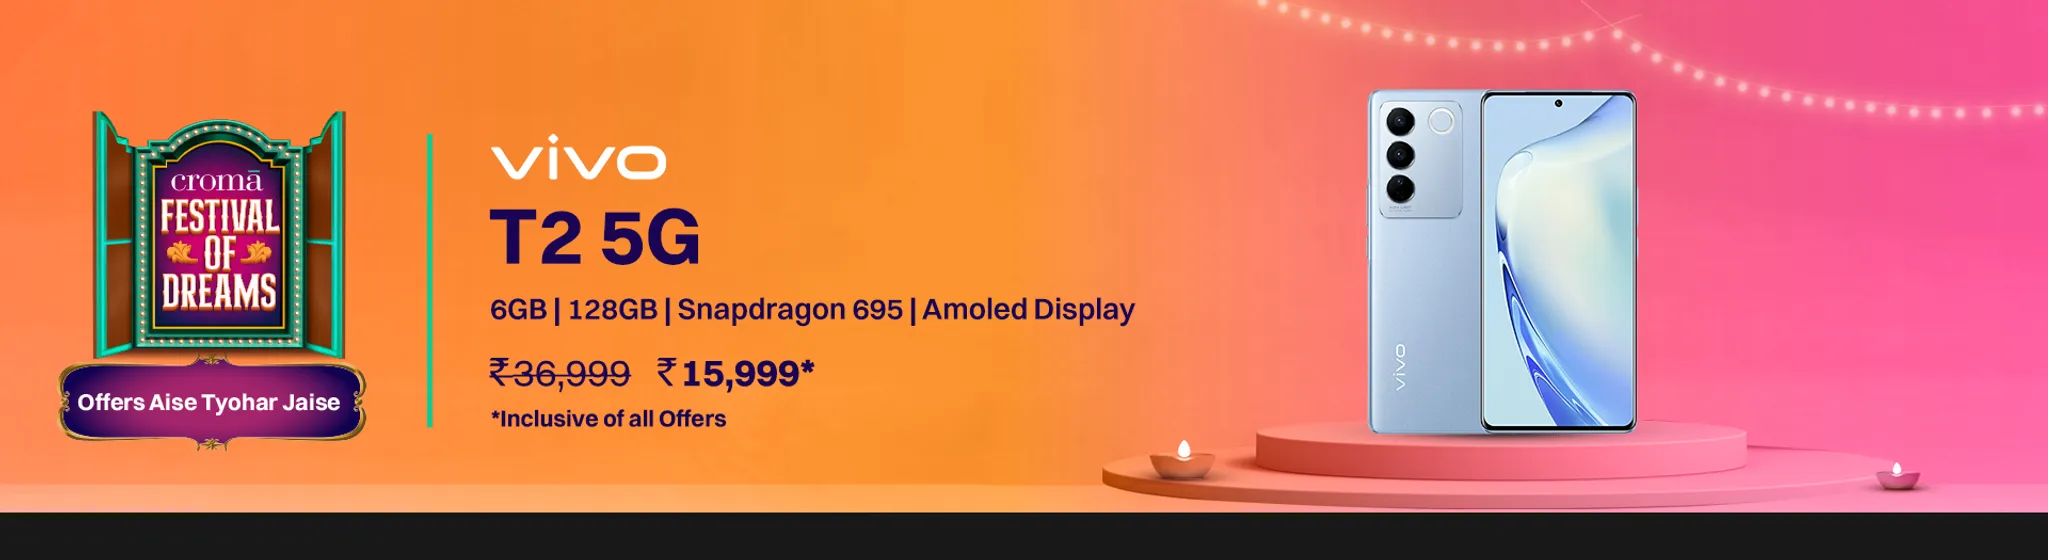 cromā
FESTIVAL
OF
DREAMS
Offers Aise Tyohar Jaise
vivo
T2 5G
6GB | 128GB | Snapdragon 695 | Amoled Display
₹36,999 ₹15,999*
*Inclusive of all Offers
vivo